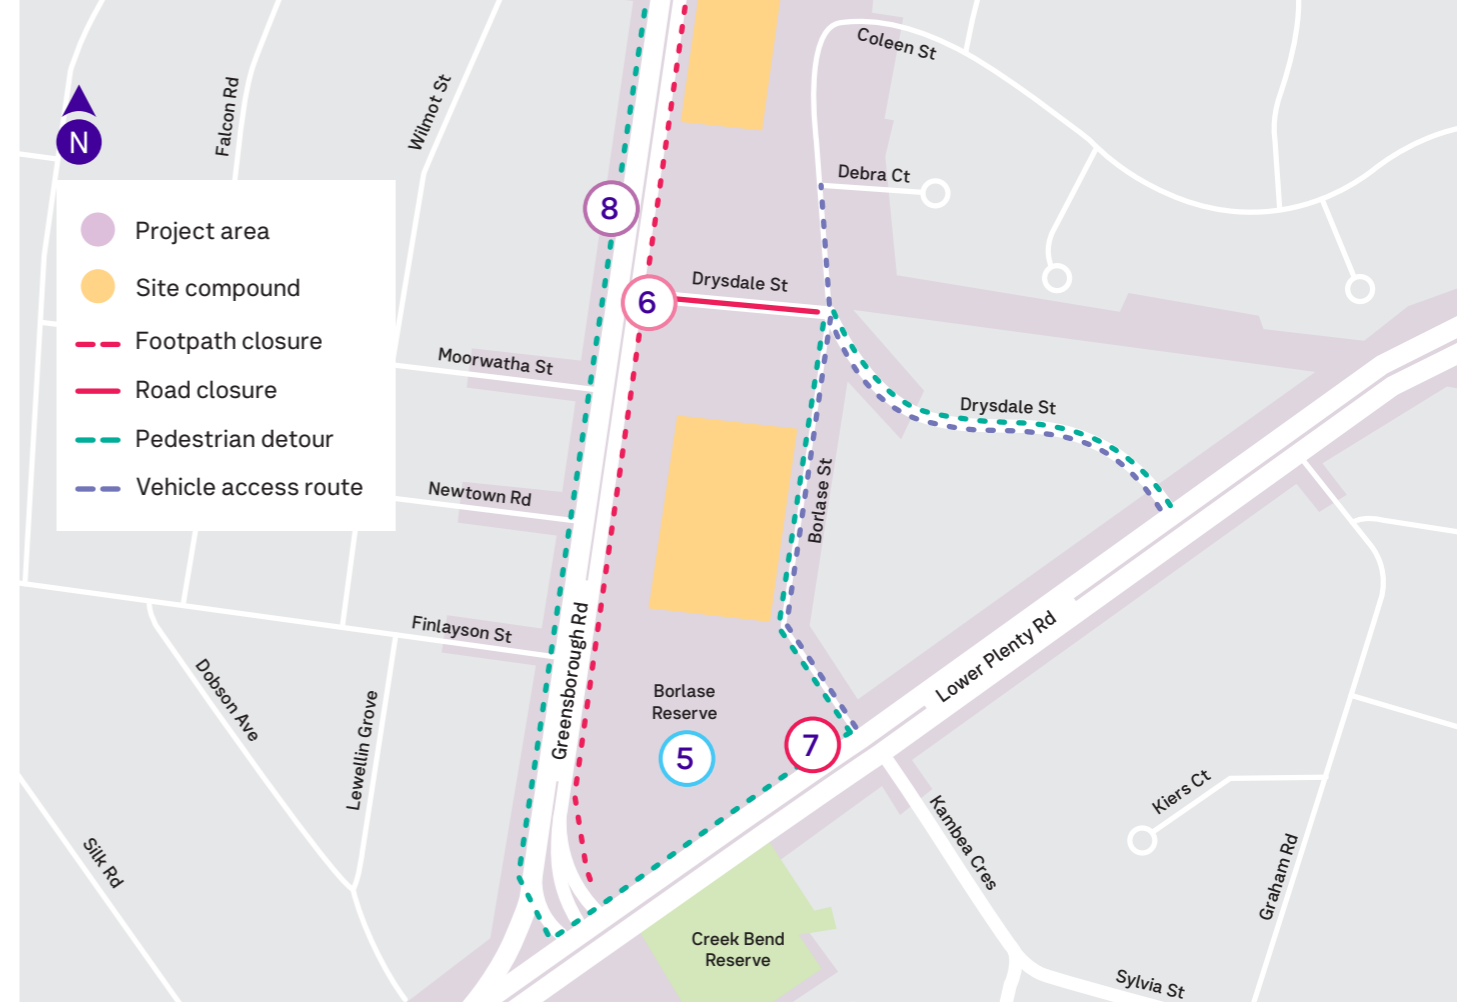 Coleen St
Falcon Rd
Wilmot St
N
Debra Ct
8
Project area
Site compound
Footpath closure
Road closure
Pedestrian detour
Vehicle access route
Drysdale St
6
Moorwatha St
Drysdale St
Newtown Rd
Borlase St
Finlayson St
Greensborough Rd
Lower Plenty Rd
Dobson Ave
Lewellin Grove
Borlase
Reserve
5
7
Silk Rd
Kambea Cres
Kiers Ct
Graham Rd
Creek Bend
Reserve
Sylvia St